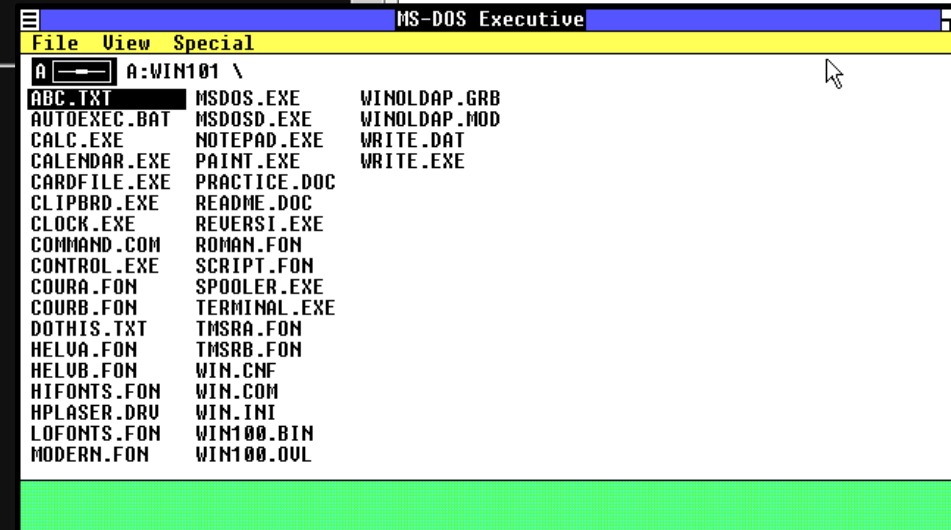 MS-DOS Executive
File View Special
A A:WIN101 \
ABC.TXT MSDOS.EXE WINOLDAP.GRB
AUTOEXEC.BAT MSDOSD.EXE WINOLDAP.MOD
CALC.EXE NOTEPAD.EXE WRITE.DAT
CALENDAR.EXE PAINT.EXE WRITE.EXE
CARDFILE.EXE PRACTICE.DOC
CLIPBRD.EXE README.DOC
CLOCK.EXE REVERSI.EXE
COMMAND.COM ROMAN.FON
CONTROL.EXE SCRIPT.FON
COURA.FON SPOOLER.EXE
COURB.FON TERMINAL.EXE
DOTHIS.TXT TMSRA.FON
HELVA.FON TMSRB.FON
HELVB.FON WIN.CNF
HIFONTS.FON WIN.COM
HPLASER.DRV WIN.INI
LOFONTS.FON WIN100.BIN
MODERN.FON WIN100.OVL